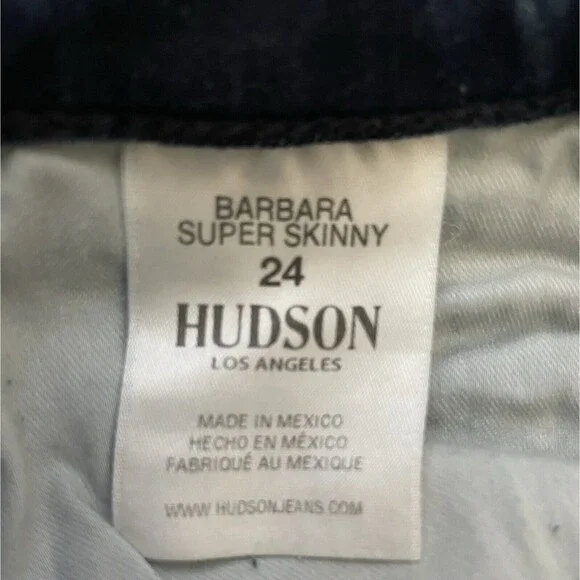 BARBARA
SUPER SKINNY
24
HUDSON
LOS ANGELES
MADE IN MEXICO
HECHO EN MÉXICO
FABRIQUÉ AU MEXIQUE
WWW.HUDSONJEANS.COM